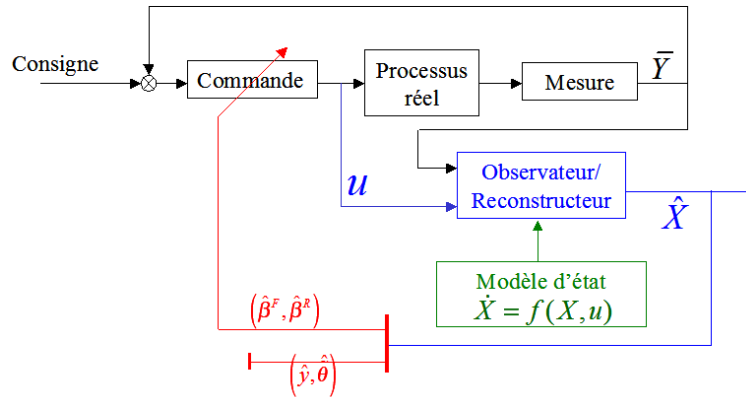 Consigne
Commande
Processus
réel
Mesure
Ȳ
u
Observateur/
Reconstructeur
X̂
Modèle d'état
Ẋ = f(X,u)
(β̂ᶠ, β̂ᴿ)
(ŷ, θ̂)